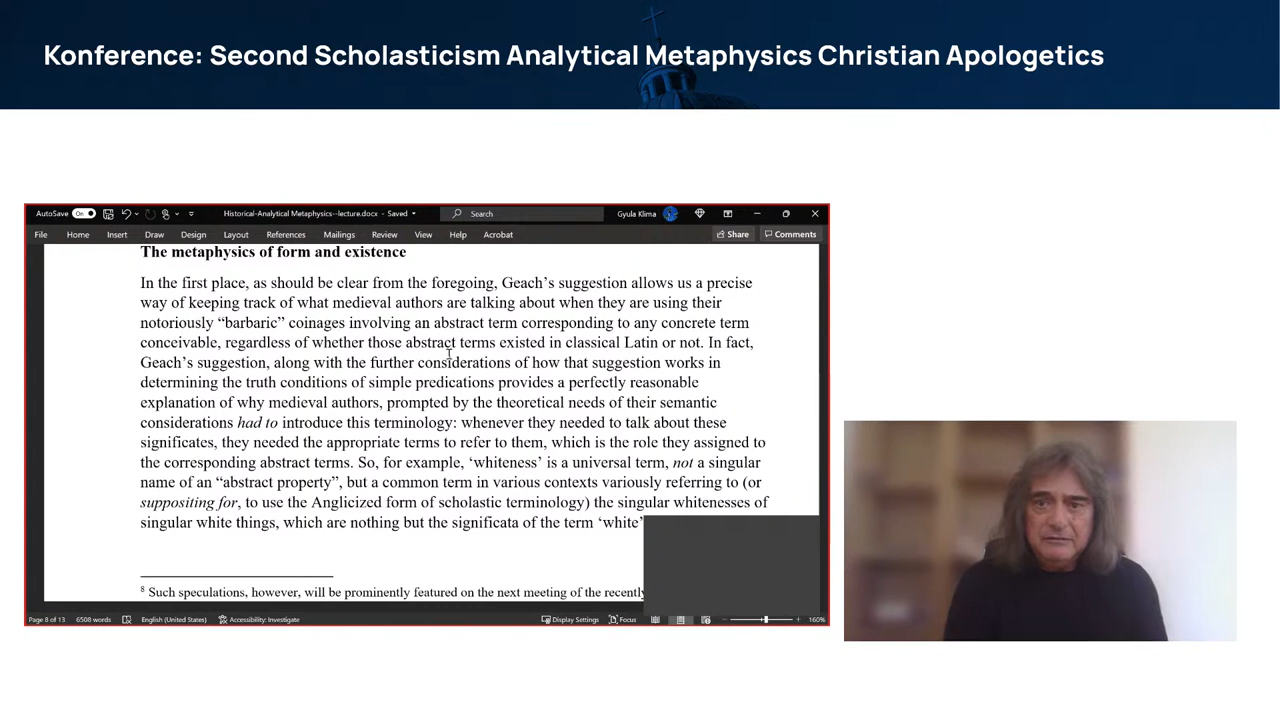 Konference: Second Scholasticism Analytical Metaphysics Christian Apologetics
AutoSave On Historical-Analytical Metaphysics--lecture.docx - Saved Search Gyula Klima
File Home Insert Draw Design Layout References Mailings Review View Help Acrobat Share Comments
The metaphysics of form and existence
In the first place, as should be clear from the foregoing, Geach’s suggestion allows us a precise
way of keeping track of what medieval authors are talking about when they are using their
notoriously “barbaric” coinages involving an abstract term corresponding to any concrete term
conceivable, regardless of whether those abstract terms existed in classical Latin or not. In fact,
Geach’s suggestion, along with the further considerations of how that suggestion works in
determining the truth conditions of simple predications provides a perfectly reasonable
explanation of why medieval authors, prompted by the theoretical needs of their semantic
considerations had to introduce this terminology: whenever they needed to talk about these
significates, they needed the appropriate terms to refer to them, which is the role they assigned to
the corresponding abstract terms. So, for example, ‘whiteness’ is a universal term, not a singular
name of an “abstract property”, but a common term in various contexts variously referring to (or
suppositing for, to use the Anglicized form of scholastic terminology) the singular whitenesses of
singular white things, which are nothing but the significata of the term ‘white’
8 Such speculations, however, will be prominently featured on the next meeting of the recently
Page 8 of 13 6508 words English (United States) Accessibility: Investigate Display Settings Focus 160%